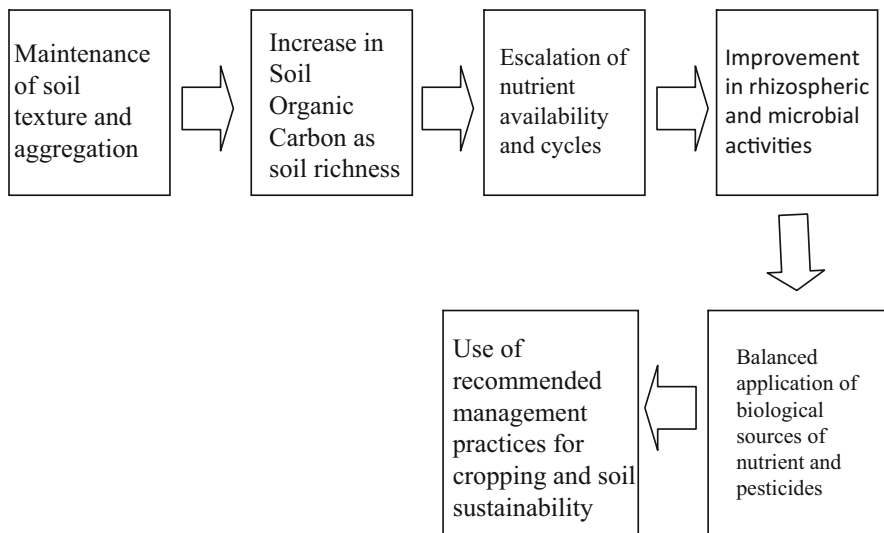 Maintenance
of soil
texture and
aggregation
Increase in
Soil
Organic
Carbon as
soil richness
Escalation of
nutrient
availability
and cycles
Improvement
in rhizospheric
and microbial
activities
Balanced
application of
biological
sources of
nutrient and
pesticides
Use of
recommended
management
practices for
cropping and soil
sustainability